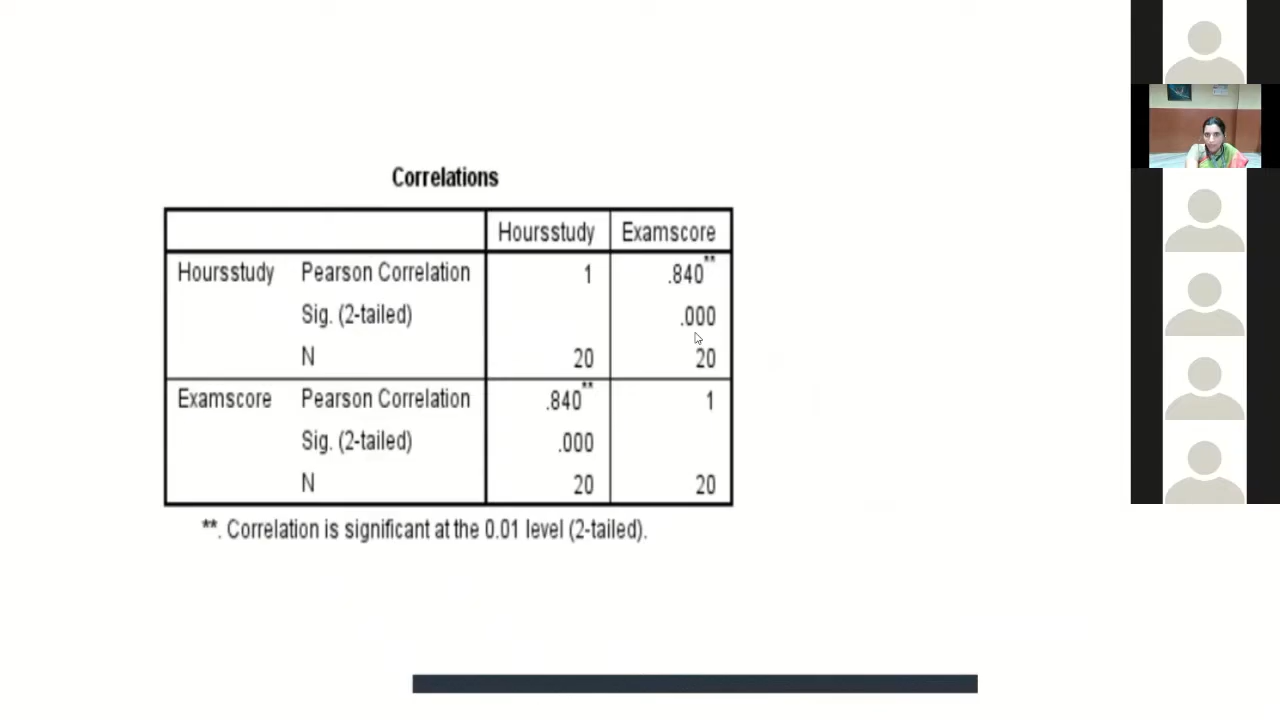 Correlations
Hoursstudy Examscore
Hoursstudy Pearson Correlation 1 .840**
Sig. (2-tailed) .000
N 20 20
Examscore Pearson Correlation .840** 1
Sig. (2-tailed) .000
N 20 20
**. Correlation is significant at the 0.01 level (2-tailed).